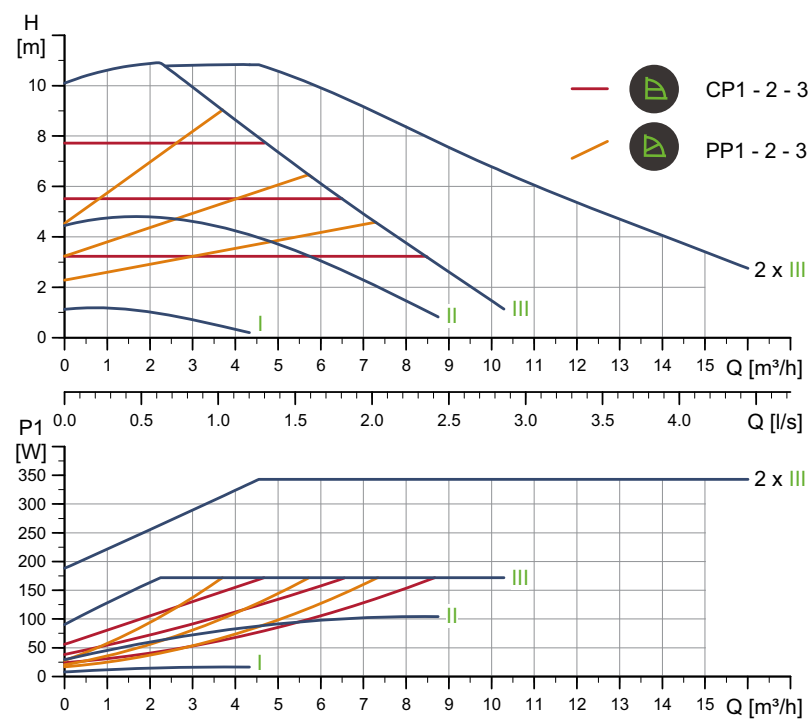 H
[m]
10
8
6
4
2
0
CP1 - 2 - 3
PP1 - 2 - 3
2 x III
III
II
I
0 1 2 3 4 5 6 7 8 9 10 11 12 13 14 15 Q [m³/h]
0.0 0.5 1.0 1.5 2.0 2.5 3.0 3.5 4.0 Q [l/s]
P1
[W]
350
300
250
200
150
100
50
0
2 x III
III
II
I
0 1 2 3 4 5 6 7 8 9 10 11 12 13 14 15 Q [m³/h]